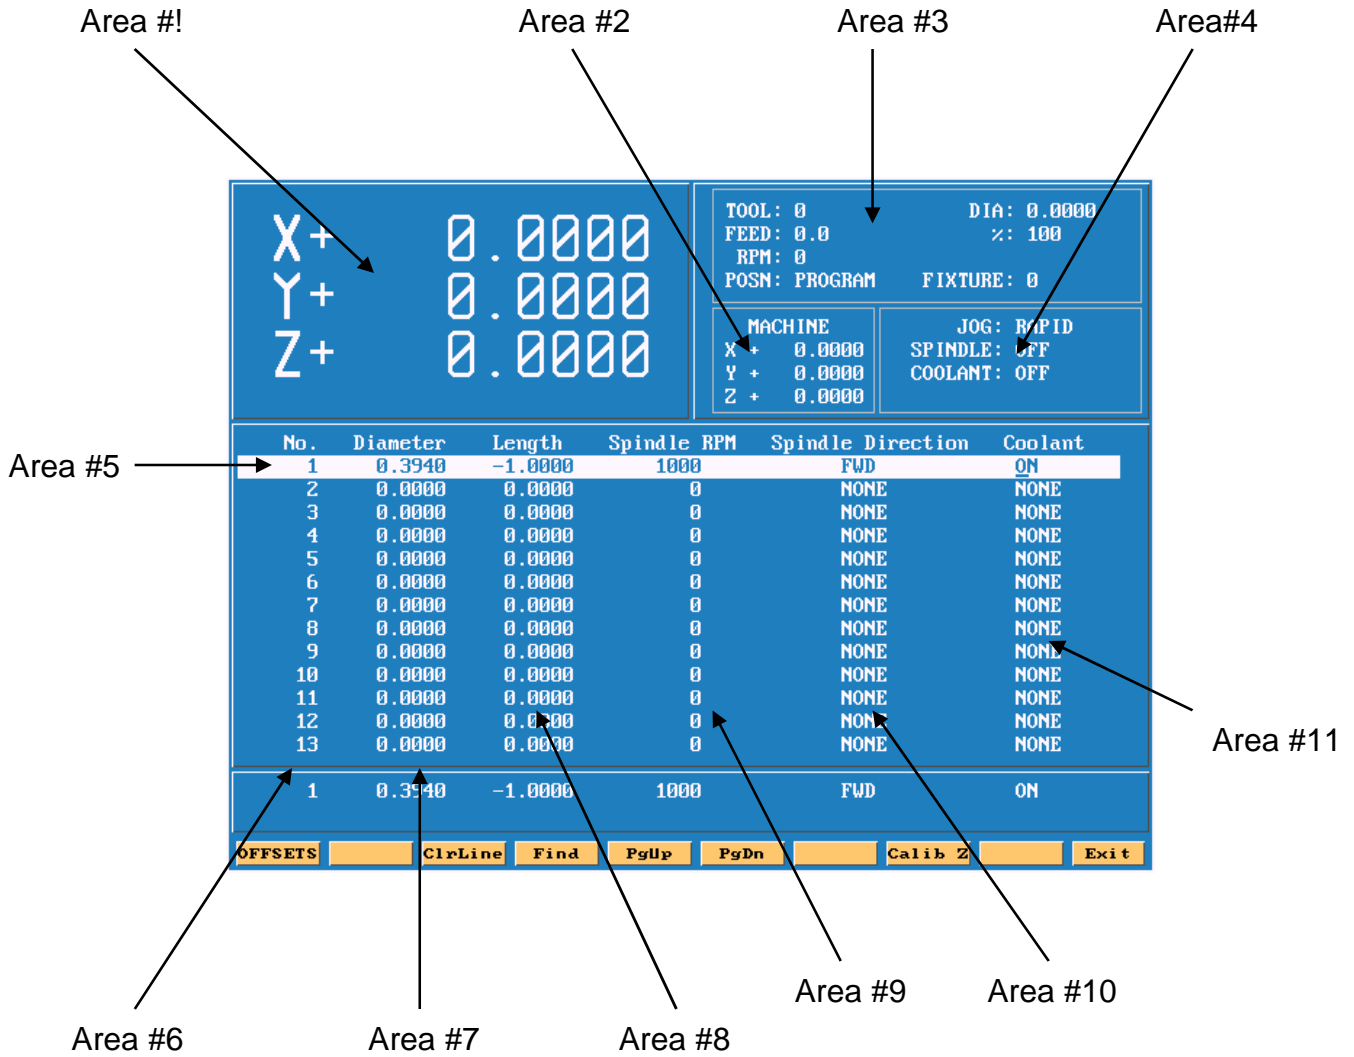 Area #! Area #2 Area #3 Area#4
X+ 0.0000
Y+ 0.0000
Z+ 0.0000
TOOL: 0 DIA: 0.0000
FEED: 0.0 %: 100
RPM: 0
POSN: PROGRAM FIXTURE: 0
MACHINE
X + 0.0000
Y + 0.0000
Z + 0.0000
JOG: RAPID
SPINDLE: OFF
COOLANT: OFF
No. Diameter Length Spindle RPM Spindle Direction Coolant
Area #5
1 0.3940 -1.0000 1000 FWD ON
2 0.0000 0.0000 0 NONE NONE
3 0.0000 0.0000 0 NONE NONE
4 0.0000 0.0000 0 NONE NONE
5 0.0000 0.0000 0 NONE NONE
6 0.0000 0.0000 0 NONE NONE
7 0.0000 0.0000 0 NONE NONE
8 0.0000 0.0000 0 NONE NONE
9 0.0000 0.0000 0 NONE NONE
10 0.0000 0.0000 0 NONE NONE
11 0.0000 0.0000 0 NONE NONE
12 0.0000 0.0000 0 NONE NONE
13 0.0000 0.0000 0 NONE NONE
Area #11
1 0.3940 -1.0000 1000 FWD ON
OFFSETS ClrLine Find PgUp PgDn Calib Z Exit
Area #9 Area #10
Area #6 Area #7 Area #8